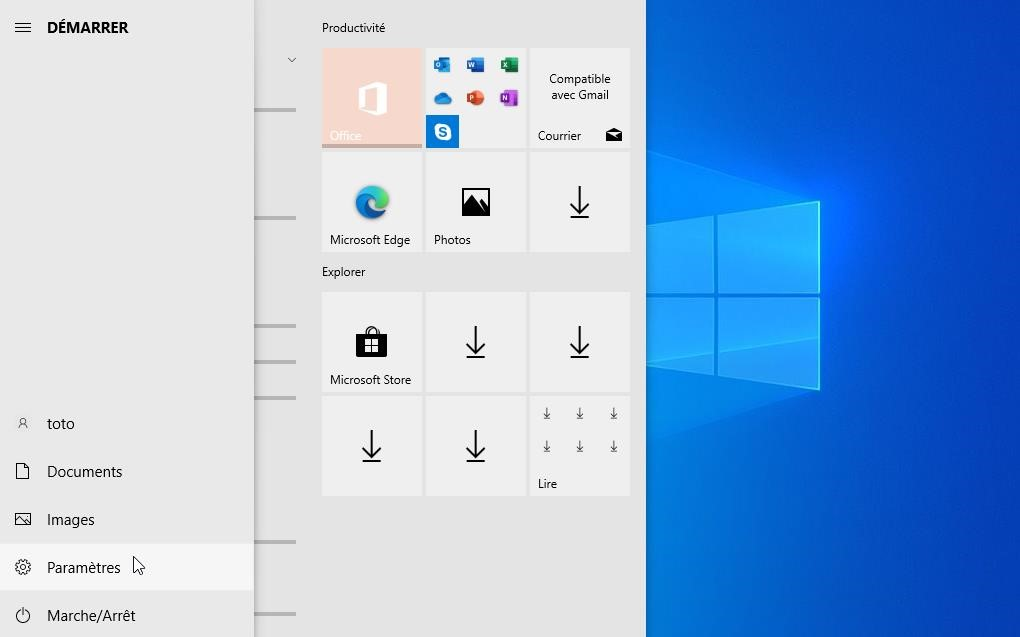 DÉMARRER
toto
Documents
Images
Paramètres
Marche/Arrêt
Productivité
Office
Compatible
avec Gmail
Courrier
Microsoft Edge
Photos
Explorer
Microsoft Store
Lire